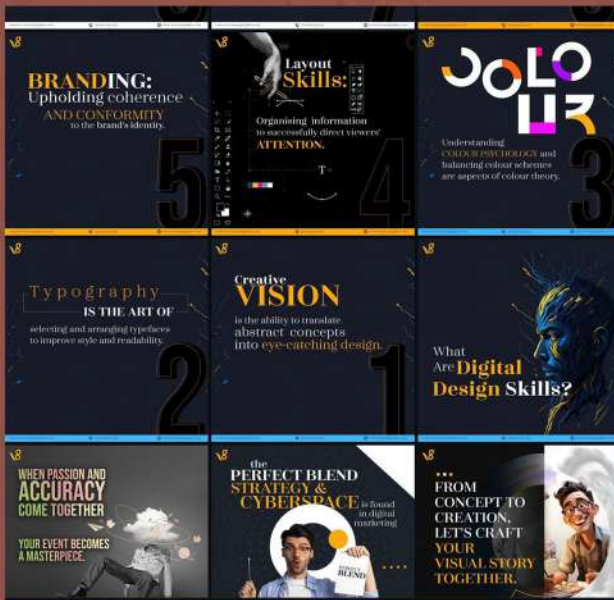 BRANDING:
Upholding coherence
AND CONFORMITY
to the brand's identity.
5
Layout
Skills:
Organising information
to successfully direct viewers'
ATTENTION.
4
COLO
UR
Understanding
COLOUR PSYCHOLOGY and
balancing colour schemes
are aspects of colour theory.
3
Typography
IS THE ART OF
selecting and arranging typefaces
to improve style and readability.
2
Creative
VISION
is the ability to translate
abstract concepts
into eye-catching design.
1
What
Are Digital
Design Skills?
WHEN PASSION AND
ACCURACY
COME TOGETHER
YOUR EVENT BECOMES
A MASTERPIECE.
the
PERFECT BLEND
STRATEGY &
CYBERSPACE, is found
in digital
marketing
PERFECT
BLEND
FROM
CONCEPT TO
CREATION,
LET'S CRAFT
YOUR
VISUAL STORY
TOGETHER.